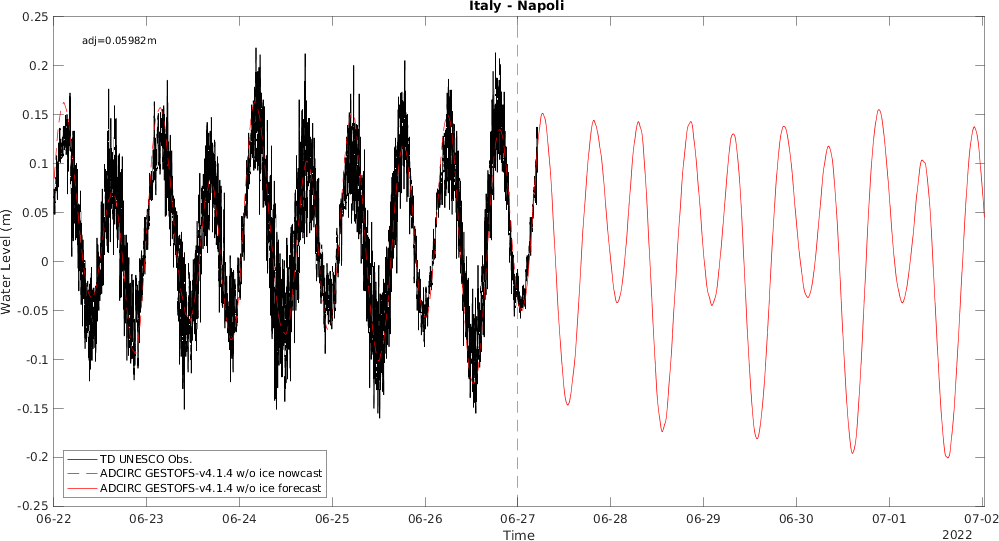 Italy - Napoli
adj=0.05982m
0.25
0.2
0.15
0.1
0.05
0
-0.05
-0.1
-0.15
-0.2
-0.25
Water Level (m)
TD UNESCO Obs.
ADCIRC GESTOFS-v4.1.4 w/o ice nowcast
ADCIRC GESTOFS-v4.1.4 w/o ice forecast
06-22 06-23 06-24 06-25 06-26 06-27 06-28 06-29 06-30 07-01 07-02
Time
2022